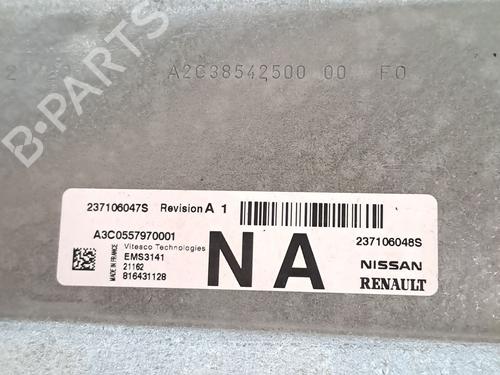 A2C38542500 00 F0
237106047S Revision A 1
A3C0557970001
Vitesco Technologies
EMS3141
21162
816431128
MADE IN FRANCE
NA
237106048S
NISSAN
RENAULT
B-PARTS